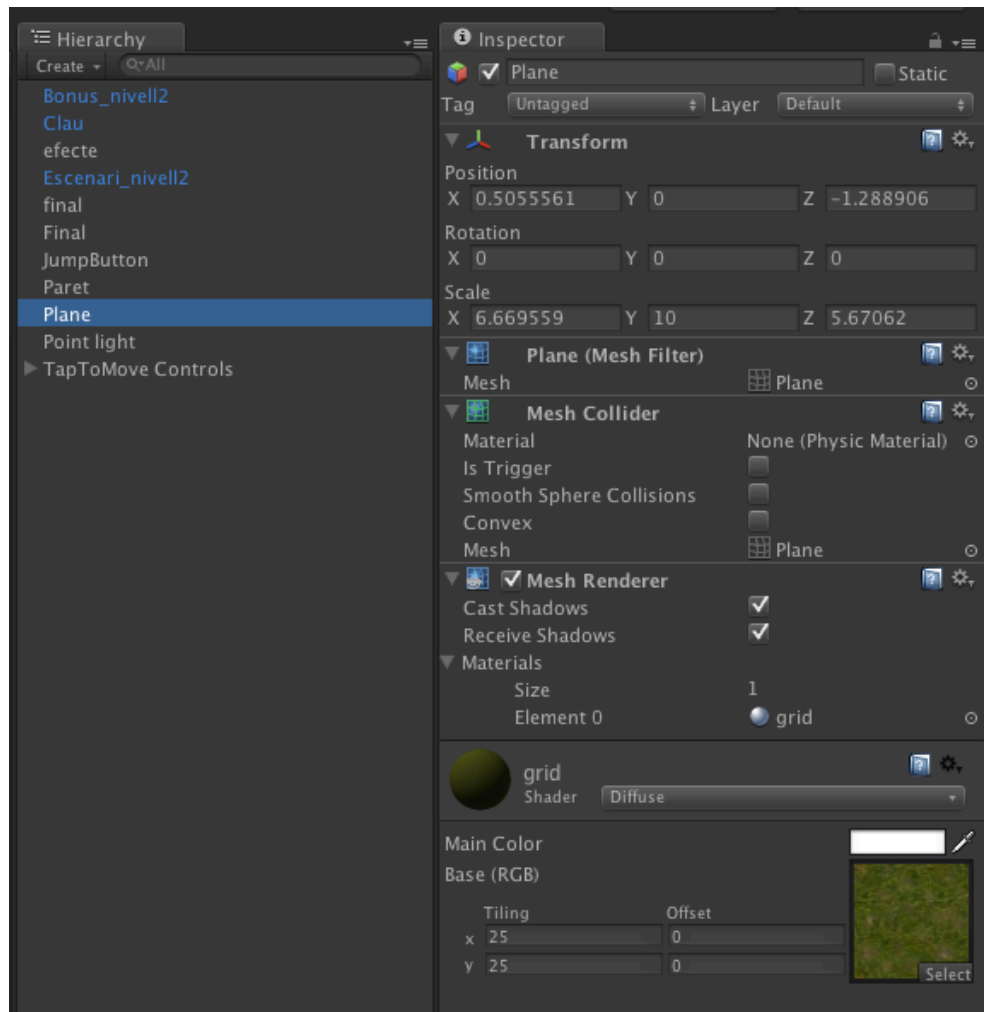 Hierarchy
Create
All
Bonus_nivell2
Clau
efecte
Escenari_nivell2
final
Final
JumpButton
Paret
Plane
Point light
TapToMove Controls
Inspector
Plane
Static
Tag Untagged Layer Default
Transform
Position
X 0.5055561 Y 0 Z -1.288906
Rotation
X 0 Y 0 Z 0
Scale
X 6.669559 Y 10 Z 5.67062
Plane (Mesh Filter)
Mesh Plane
Mesh Collider
Material None (Physic Material)
Is Trigger
Smooth Sphere Collisions
Convex
Mesh Plane
Mesh Renderer
Cast Shadows
Receive Shadows
Materials
Size 1
Element 0 grid
grid
Shader Diffuse
Main Color
Base (RGB)
Tiling Offset
x 25 0
y 25 0
Select